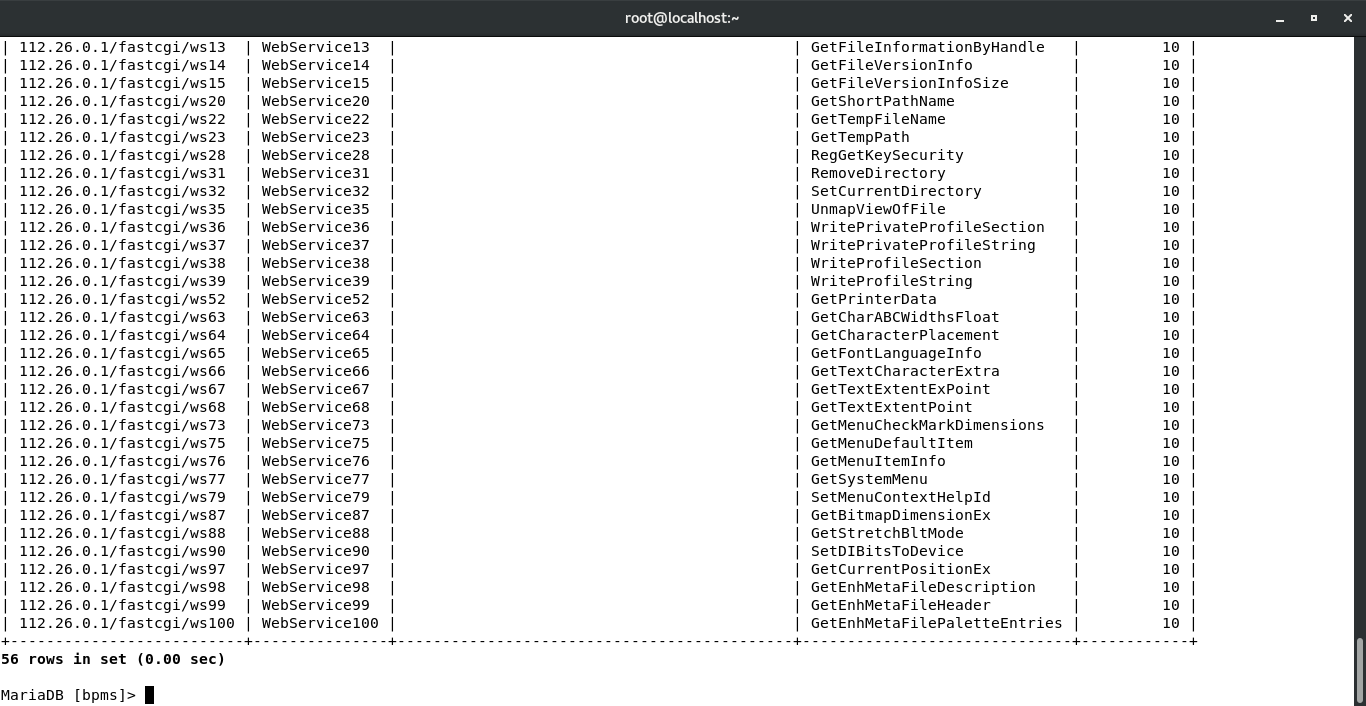 root@localhost:~
| 112.26.0.1/fastcgi/ws13  | WebService13  |                                            | GetFileInformationByHandle   |         10 |
| 112.26.0.1/fastcgi/ws14  | WebService14  |                                            | GetFileVersionInfo           |         10 |
| 112.26.0.1/fastcgi/ws15  | WebService15  |                                            | GetFileVersionInfoSize       |         10 |
| 112.26.0.1/fastcgi/ws20  | WebService20  |                                            | GetShortPathName             |         10 |
| 112.26.0.1/fastcgi/ws22  | WebService22  |                                            | GetTempFileName              |         10 |
| 112.26.0.1/fastcgi/ws23  | WebService23  |                                            | GetTempPath                  |         10 |
| 112.26.0.1/fastcgi/ws28  | WebService28  |                                            | RegGetKeySecurity            |         10 |
| 112.26.0.1/fastcgi/ws31  | WebService31  |                                            | RemoveDirectory              |         10 |
| 112.26.0.1/fastcgi/ws32  | WebService32  |                                            | SetCurrentDirectory          |         10 |
| 112.26.0.1/fastcgi/ws35  | WebService35  |                                            | UnmapViewOfFile              |         10 |
| 112.26.0.1/fastcgi/ws36  | WebService36  |                                            | WritePrivateProfileSection   |         10 |
| 112.26.0.1/fastcgi/ws37  | WebService37  |                                            | WritePrivateProfileString    |         10 |
| 112.26.0.1/fastcgi/ws38  | WebService38  |                                            | WriteProfileSection          |         10 |
| 112.26.0.1/fastcgi/ws39  | WebService39  |                                            | WriteProfileString           |         10 |
| 112.26.0.1/fastcgi/ws52  | WebService52  |                                            | GetPrinterData               |         10 |
| 112.26.0.1/fastcgi/ws63  | WebService63  |                                            | GetCharABCWidthsFloat        |         10 |
| 112.26.0.1/fastcgi/ws64  | WebService64  |                                            | GetCharacterPlacement        |         10 |
| 112.26.0.1/fastcgi/ws65  | WebService65  |                                            | GetFontLanguageInfo          |         10 |
| 112.26.0.1/fastcgi/ws66  | WebService66  |                                            | GetTextCharacterExtra        |         10 |
| 112.26.0.1/fastcgi/ws67  | WebService67  |                                            | GetTextExtentExPoint         |         10 |
| 112.26.0.1/fastcgi/ws68  | WebService68  |                                            | GetTextExtentPoint           |         10 |
| 112.26.0.1/fastcgi/ws73  | WebService73  |                                            | GetMenuCheckMarkDimensions   |         10 |
| 112.26.0.1/fastcgi/ws75  | WebService75  |                                            | GetMenuDefaultItem           |         10 |
| 112.26.0.1/fastcgi/ws76  | WebService76  |                                            | GetMenuItemInfo              |         10 |
| 112.26.0.1/fastcgi/ws77  | WebService77  |                                            | GetSystemMenu                |         10 |
| 112.26.0.1/fastcgi/ws79  | WebService79  |                                            | SetMenuContextHelpId         |         10 |
| 112.26.0.1/fastcgi/ws87  | WebService87  |                                            | GetBitmapDimensionEx         |         10 |
| 112.26.0.1/fastcgi/ws88  | WebService88  |                                            | GetStretchBltMode            |         10 |
| 112.26.0.1/fastcgi/ws90  | WebService90  |                                            | SetDIBitsToDevice            |         10 |
| 112.26.0.1/fastcgi/ws97  | WebService97  |                                            | GetCurrentPositionEx         |         10 |
| 112.26.0.1/fastcgi/ws98  | WebService98  |                                            | GetEnhMetaFileDescription    |         10 |
| 112.26.0.1/fastcgi/ws99  | WebService99  |                                            | GetEnhMetaFileHeader         |         10 |
| 112.26.0.1/fastcgi/ws100 | WebService100 |                                            | GetEnhMetaFilePaletteEntries |         10 |
+--------------------------+---------------+--------------------------------------------+------------------------------+------------+
56 rows in set (0.00 sec)
MariaDB [bpms]>